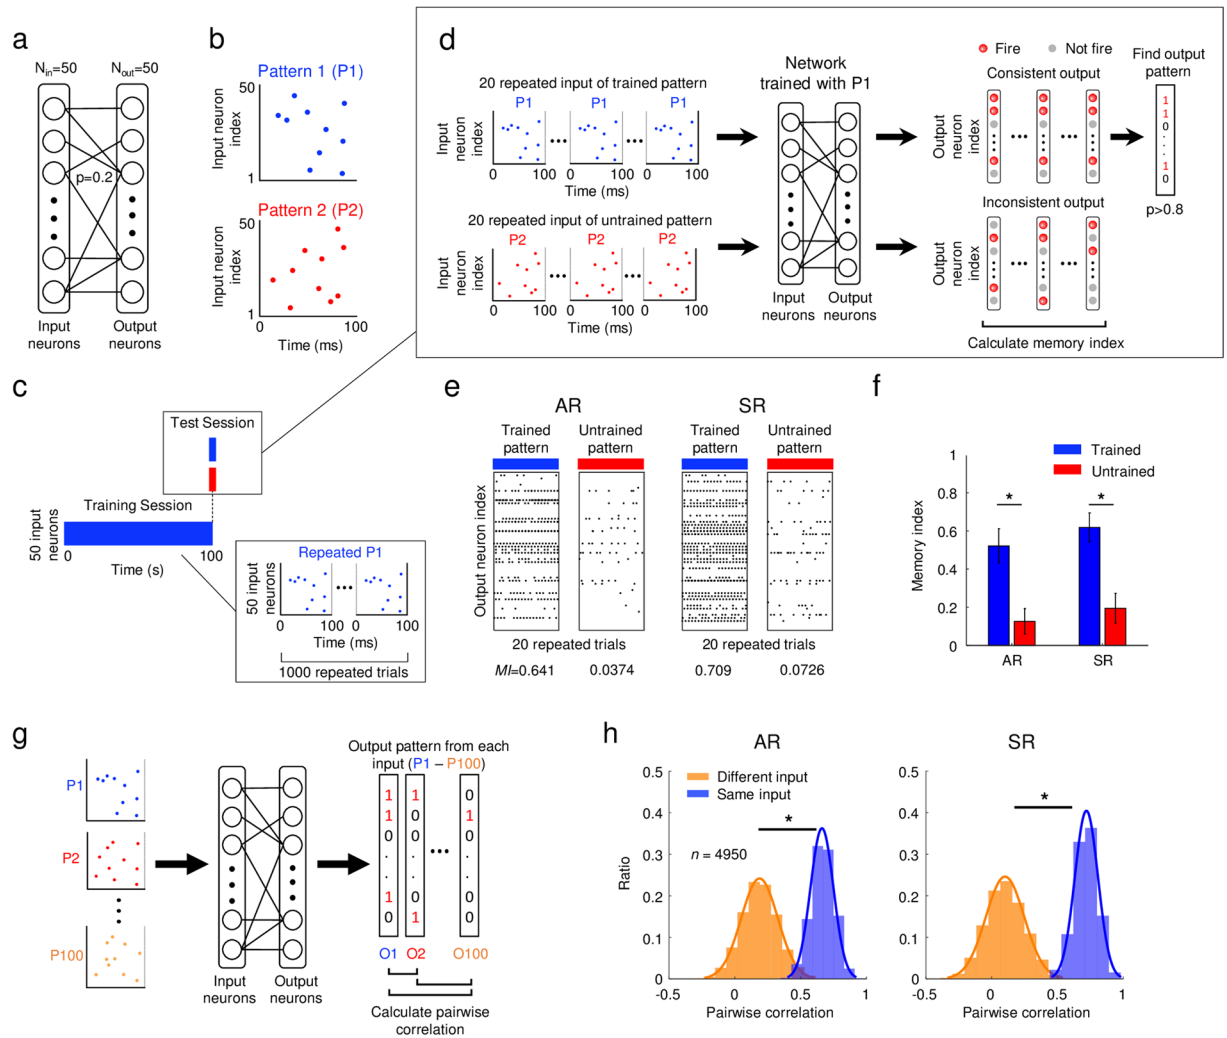 a
N_in=50
N_out=50
p=0.2
Input
neurons
Output
neurons
b
Pattern 1 (P1)
50
Input neuron
index
1
Pattern 2 (P2)
50
Input neuron
index
1
0
100
Time (ms)
d
20 repeated input of trained pattern
P1
P1
P1
Input
neuron
index
0
100
0
100
0
100
Time (ms)
20 repeated input of untrained pattern
P2
P2
P2
Input
neuron
index
0
100
0
100
0
100
Time (ms)
Network
trained with P1
Input
neurons
Output
neurons
Fire
Not fire
Consistent output
Output
neuron
index
Inconsistent output
Output
neuron
index
Calculate memory index
Find output
pattern
1
1
0
.
.
.
1
0
p>0.8
c
Test Session
Training Session
50 input
neurons
0
100
Time (s)
Repeated P1
50 input
neurons
0
100
0
100
Time (ms)
1000 repeated trials
e
AR
SR
Trained
pattern
Untrained
pattern
Trained
pattern
Untrained
pattern
Output neuron index
20 repeated trials
20 repeated trials
MI=0.641
0.0374
0.709
0.0726
f
Trained
Untrained
Memory index
1
0.8
0.6
0.4
0.2
0
*
*
AR
SR
g
P1
P2
P100
Input
neurons
Output
neurons
Output pattern from each
input (P1 – P100)
1
1
0
.
.
1
0
1
0
0
.
.
0
1
0
1
0
.
.
0
0
O1
O2
O100
Calculate pairwise
correlation
h
AR
Different input
Same input
n = 4950
*
Ratio
0.5
0.4
0.3
0.2
0.1
0
-0.5
0
0.5
1
Pairwise correlation
SR
*
0.5
0.4
0.3
0.2
0.1
0
-0.5
0
0.5
1
Pairwise correlation